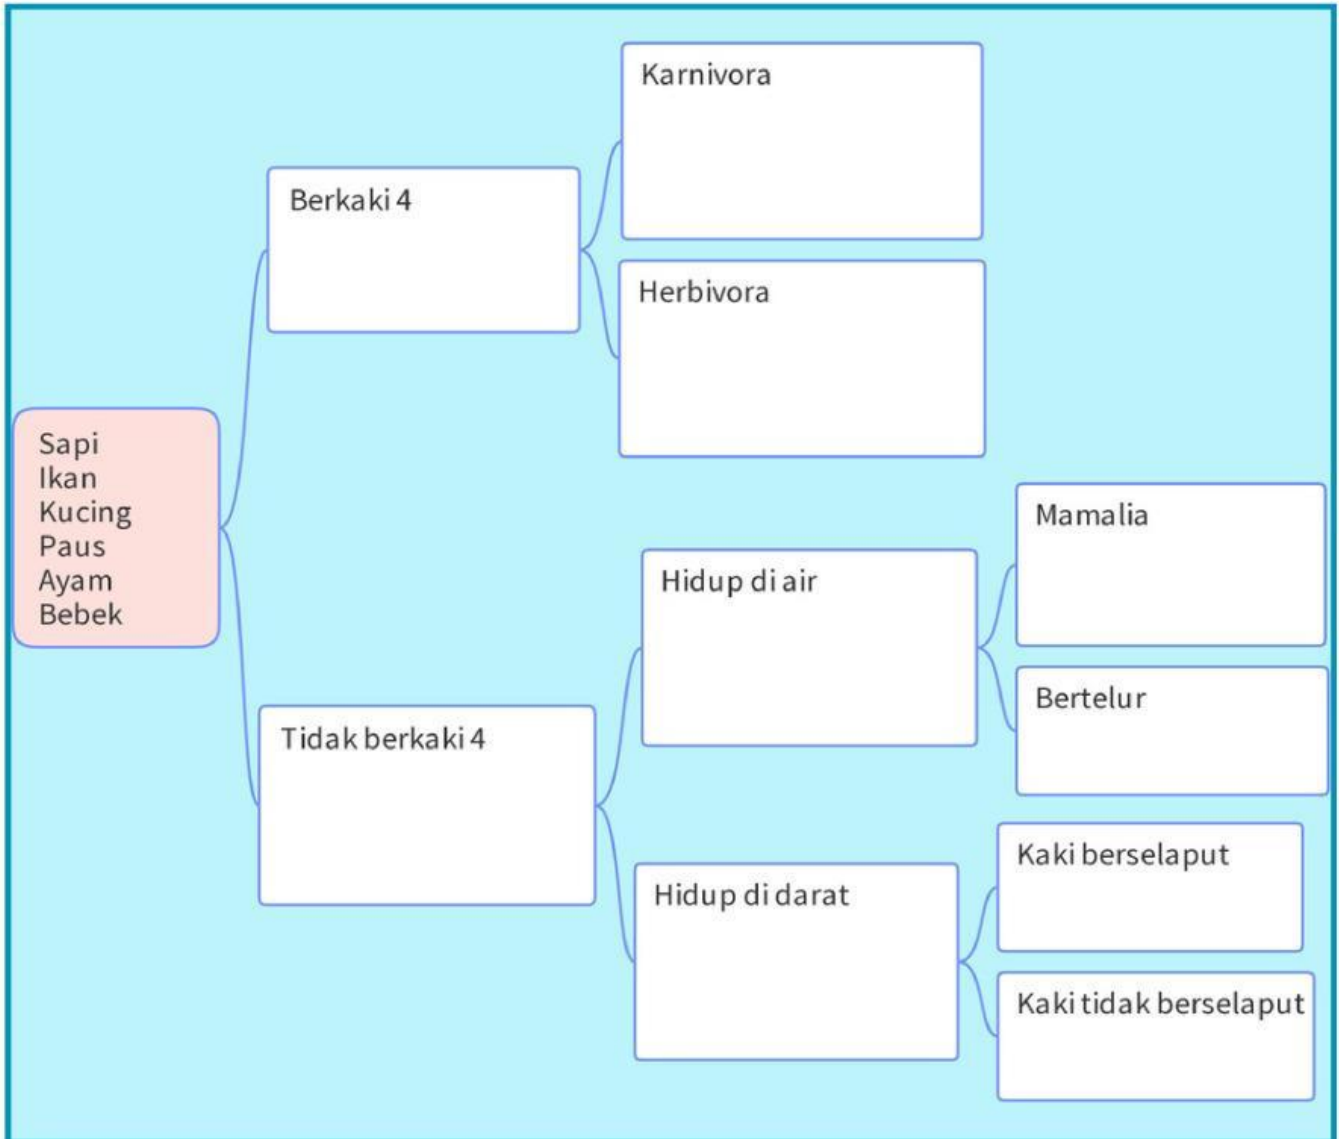 Karnivora
Berkaki 4
Herbivora
Sapi
Ikan
Kucing
Paus
Ayam
Bebek
Mamalia
Hidup di air
Bertelur
Tidak berkaki 4
Kaki berselaput
Hidup di darat
Kaki tidak berselaput